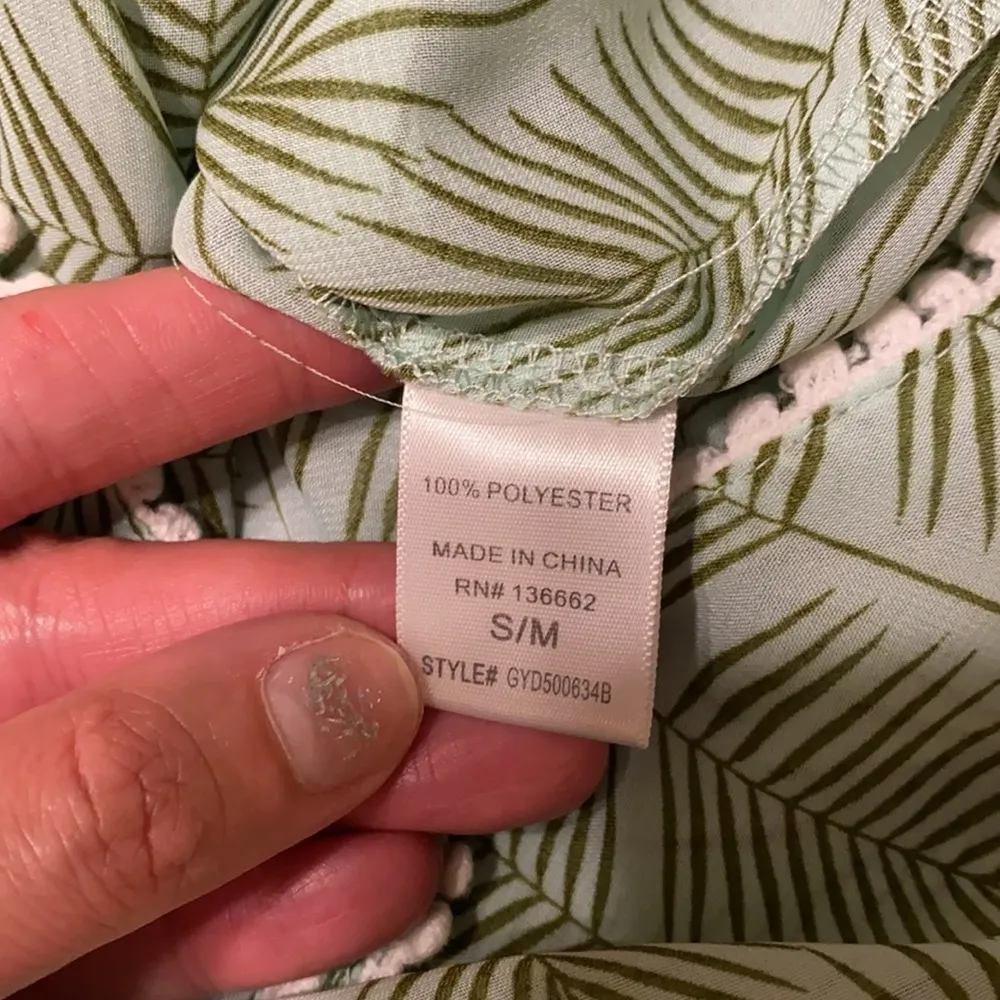 100% POLYESTER
MADE IN CHINA
RN# 136662
S/M
STYLE# GYD500634B